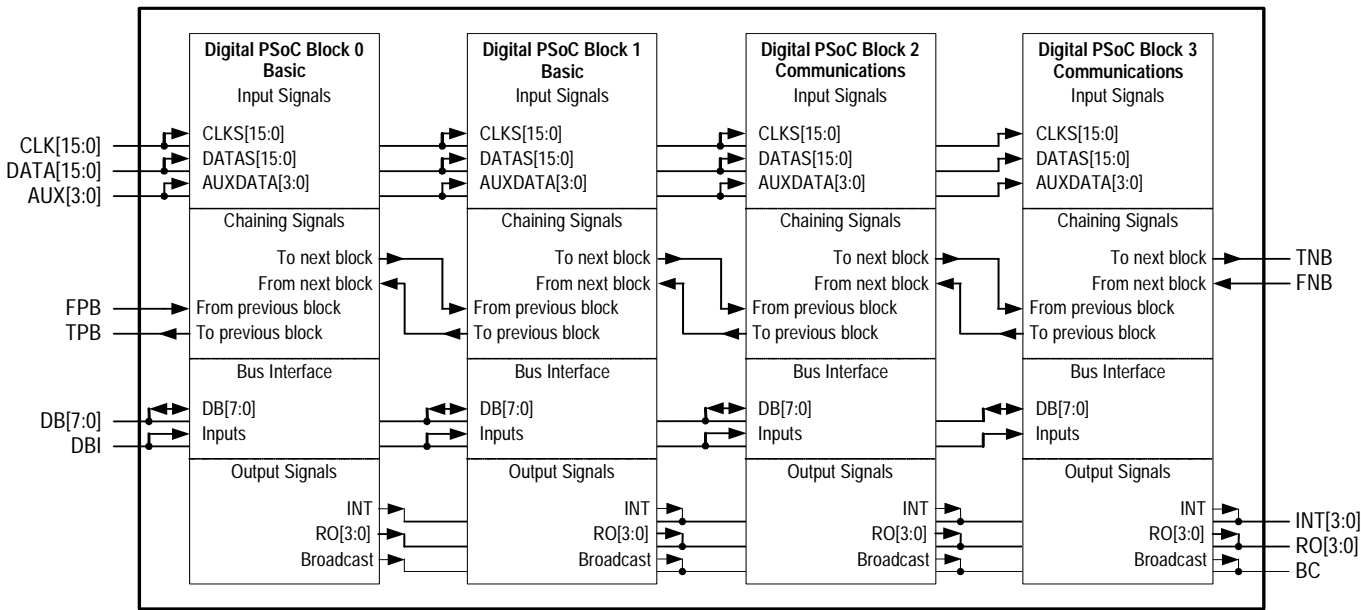 Digital PSoC Block 0
Basic
Input Signals
CLKS[15:0]
DATAS[15:0]
AUXDATA[3:0]
Chaining Signals
To next block
From next block
From previous block
To previous block
Bus Interface
DB[7:0]
Inputs
Output Signals
INT
RO[3:0]
Broadcast
Digital PSoC Block 1
Basic
Input Signals
CLKS[15:0]
DATAS[15:0]
AUXDATA[3:0]
Chaining Signals
To next block
From next block
From previous block
To previous block
Bus Interface
DB[7:0]
Inputs
Output Signals
INT
RO[3:0]
Broadcast
Digital PSoC Block 2
Communications
Input Signals
CLKS[15:0]
DATAS[15:0]
AUXDATA[3:0]
Chaining Signals
To next block
From next block
From previous block
To previous block
Bus Interface
DB[7:0]
Inputs
Output Signals
INT
RO[3:0]
Broadcast
Digital PSoC Block 3
Communications
Input Signals
CLKS[15:0]
DATAS[15:0]
AUXDATA[3:0]
Chaining Signals
To next block
From next block
From previous block
To previous block
Bus Interface
DB[7:0]
Inputs
Output Signals
INT
RO[3:0]
Broadcast
CLK[15:0]
DATA[15:0]
AUX[3:0]
FPB
TPB
DB[7:0]
DBI
TNB
FNB
INT[3:0]
RO[3:0]
BC